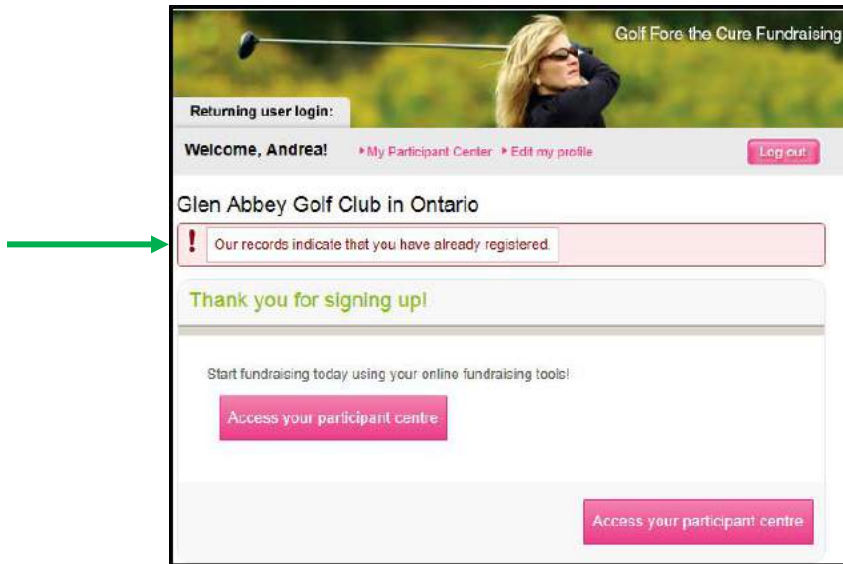 Golf Fore the Cure Fundraising
Returning user login:
Welcome, Andrea! My Participant Center Edit my profile Log out
Glen Abbey Golf Club in Ontario
! Our records indicate that you have already registered.
Thank you for signing up!
Start fundraising today using your online fundraising tools!
Access your participant centre
Access your participant centre